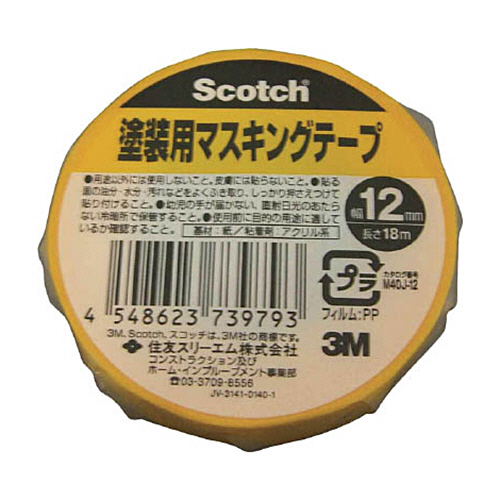 Scotch®
塗装用マスキングテープ
●用途以外には使用しないこと。皮膚には貼らないこと。●貼る
面の油分・水分・汚れなどをよくふき取り、しっかり押さえて
貼り付けること。●幼児の手が届かない、直射日光のあたら
ない冷暗所で保管すること。●使用前に目的の用途に適して
いるか確認すること。
基材:紙/粘着剤:アクリル系
幅12mm
長さ18m
4 548623 739793
プラ
カタログ番号
M40J-12
フィルム:PP
3M、Scotch、スコッチは、3M社の商標です。
住友スリーエム株式会社
コンストラクション及び
ホーム・インプルーブメント事業部
☎03-3709-8556
JV-3141-0140-1
3M